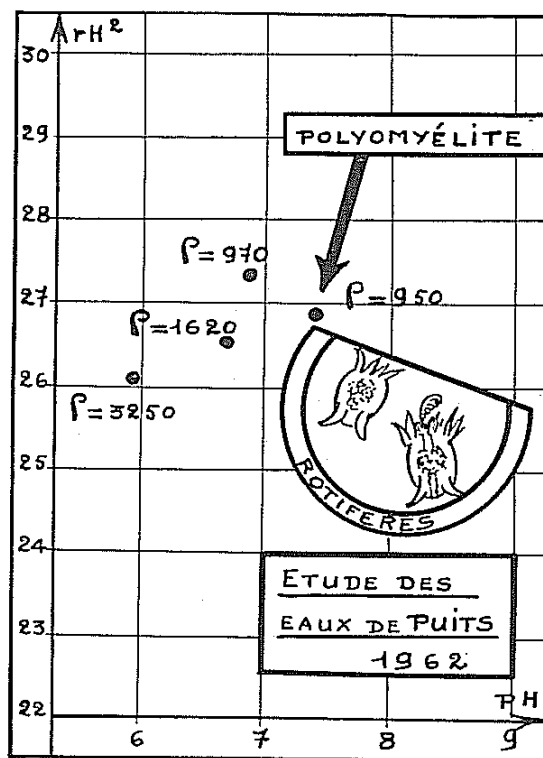 rH²
30
29
POLYOMYÉLITE
28
ρ=970
27
ρ=950
ρ=1620
26
ρ=3250
25
ROTIFERES
24
ETUDE DES
EAUX DE PUITS
1962
23
22
PH
6 7 8 9